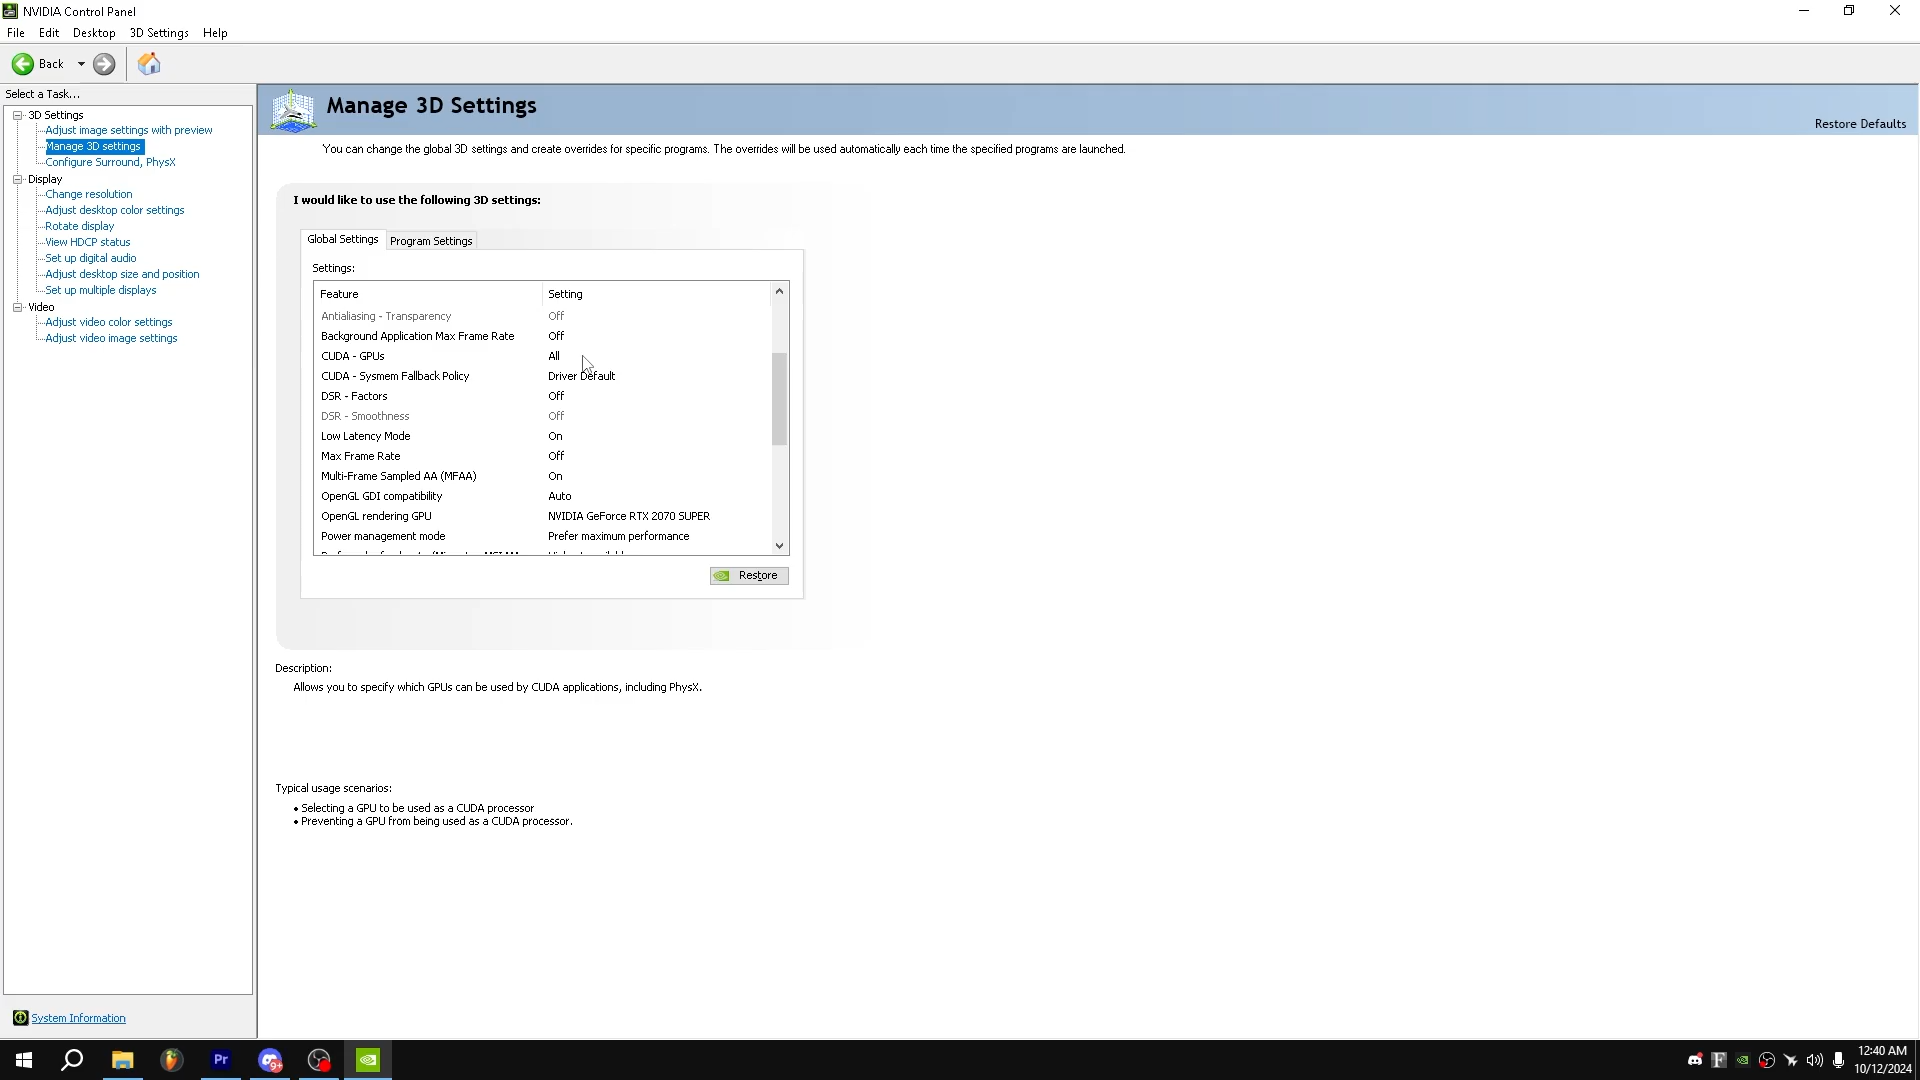 NVIDIA Control Panel
File Edit Desktop 3D Settings Help
Back
Select a Task...
3D Settings
Adjust image settings with preview
Manage 3D settings
Configure Surround, PhysX
Display
Change resolution
Adjust desktop color settings
Rotate display
View HDCP status
Set up digital audio
Adjust desktop size and position
Set up multiple displays
Video
Adjust video color settings
Adjust video image settings
System Information
Manage 3D Settings
Restore Defaults
You can change the global 3D settings and create overrides for specific programs. The overrides will be used automatically each time the specified programs are launched.
I would like to use the following 3D settings:
Global Settings Program Settings
Settings:
Feature Setting
Antialiasing - Transparency Off
Background Application Max Frame Rate Off
CUDA - GPUs All
CUDA - Sysmem Fallback Policy Driver Default
DSR - Factors Off
DSR - Smoothness Off
Low Latency Mode On
Max Frame Rate Off
Multi-Frame Sampled AA (MFAA) On
OpenGL GDI compatibility Auto
OpenGL rendering GPU NVIDIA GeForce RTX 2070 SUPER
Power management mode Prefer maximum performance
Restore
Description:
Allows you to specify which GPUs can be used by CUDA applications, including PhysX.
Typical usage scenarios:
• Selecting a GPU to be used as a CUDA processor
• Preventing a GPU from being used as a CUDA processor.
Pr
9+
F
12:40 AM
10/12/2024